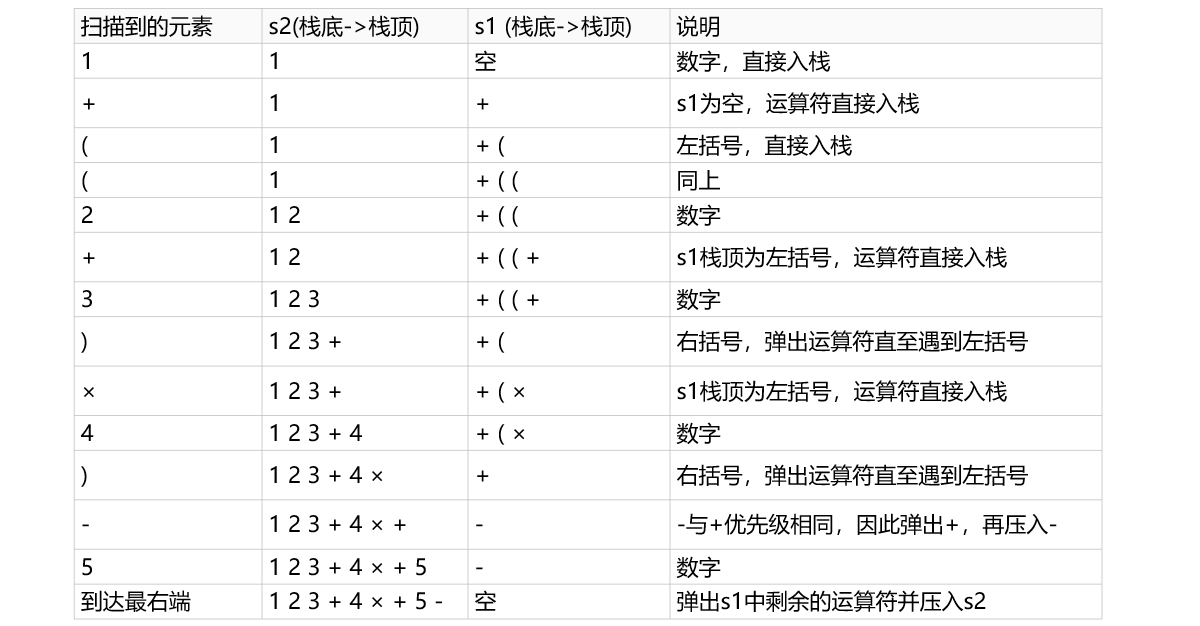 扫描到的元素 s2(栈底->栈顶) s1 (栈底->栈顶) 说明
1 1 空 数字，直接入栈
+ 1 + s1为空，运算符直接入栈
( 1 + ( 左括号，直接入栈
( 1 + ( ( 同上
2 1 2 + ( ( 数字
+ 1 2 + ( ( + s1栈顶为左括号，运算符直接入栈
3 1 2 3 + ( ( + 数字
) 1 2 3 + + ( 右括号，弹出运算符直至遇到左括号
× 1 2 3 + + ( × s1栈顶为左括号，运算符直接入栈
4 1 2 3 + 4 + ( × 数字
) 1 2 3 + 4 × + 右括号，弹出运算符直至遇到左括号
- 1 2 3 + 4 × + - -与+优先级相同，因此弹出+，再压入-
5 1 2 3 + 4 × + 5 - 数字
到达最右端 1 2 3 + 4 × + 5 - 空 弹出s1中剩余的运算符并压入s2